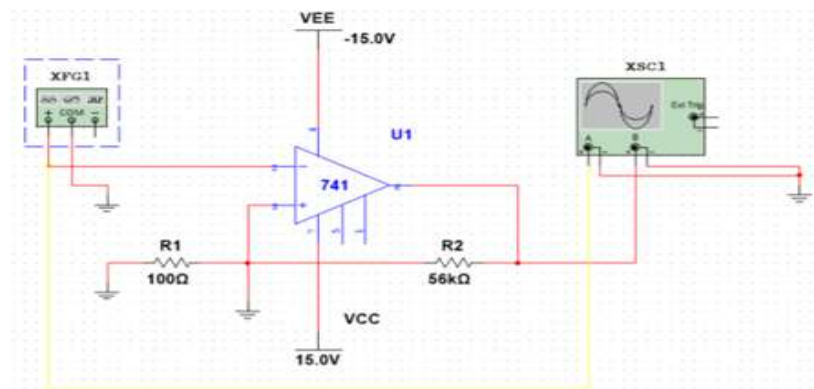 VEE
-15.0V
XFG1
COM
XSC1
Ext Trig
A
B
U1
741
R1
100Ω
R2
56kΩ
VCC
15.0V